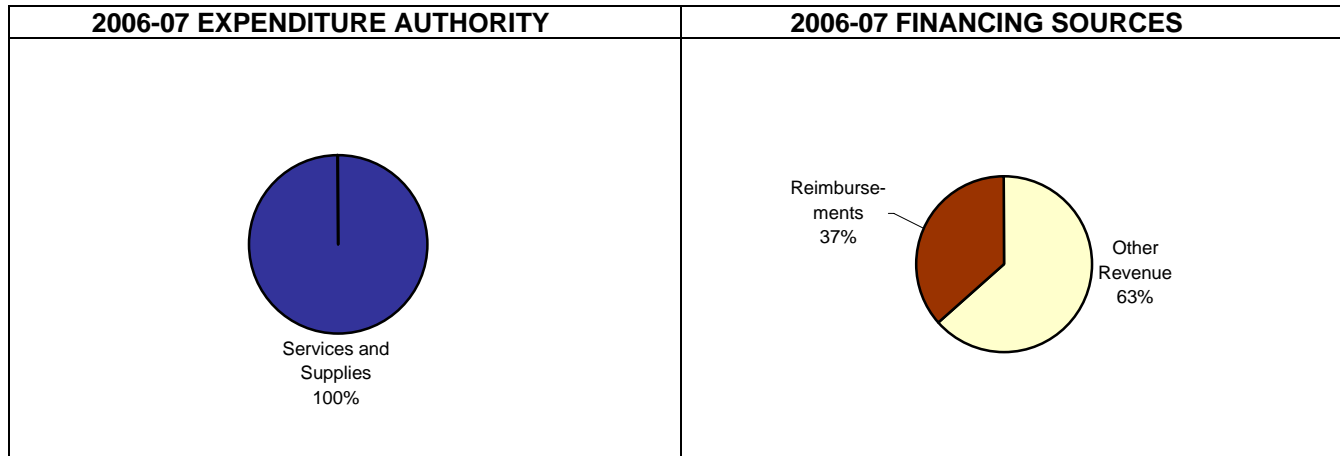 2006-07 EXPENDITURE AUTHORITY
2006-07 FINANCING SOURCES
Services and
Supplies
100%
Reimburse-
ments
37%
Other
Revenue
63%